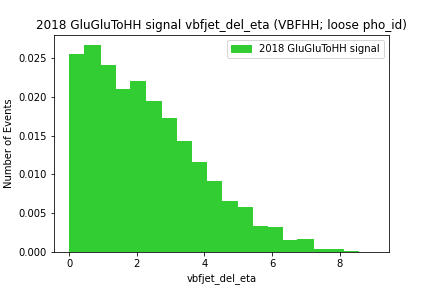 2018 GluGluToHH signal vbfjet_del_eta (VBFHH; loose pho_id)
2018 GluGluToHH signal
Number of Events
0.025
0.020
0.015
0.010
0.005
0.000
0 2 4 6 8
vbfjet_del_eta